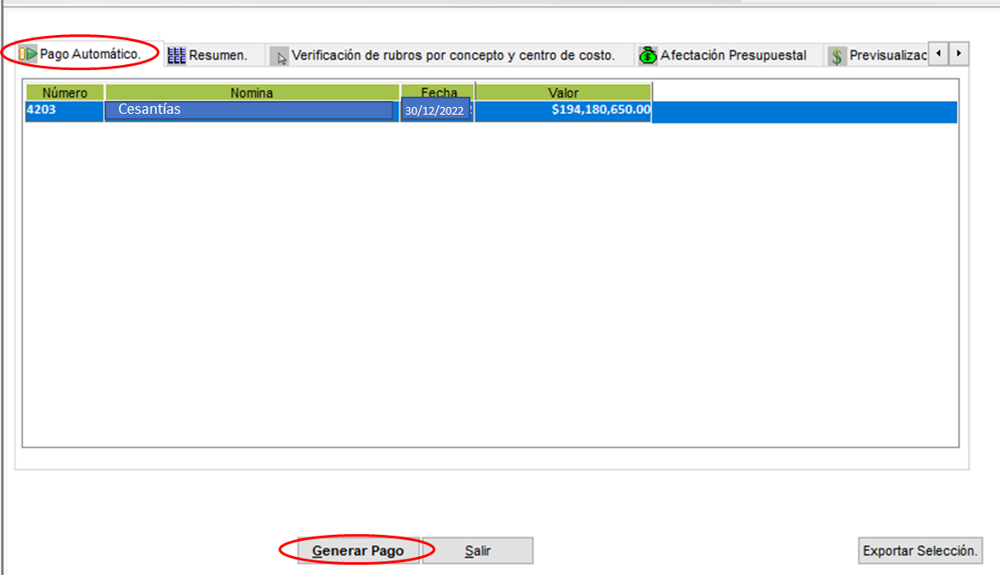 Pago Automático. Resumen. Verificación de rubros por concepto y centro de costo. Afectación Presupuestal $ Previsualizac
Número Nomina Fecha Valor
4203 Cesantías 30/12/2022 $194,180,650.00
Generar Pago Salir Exportar Selección.